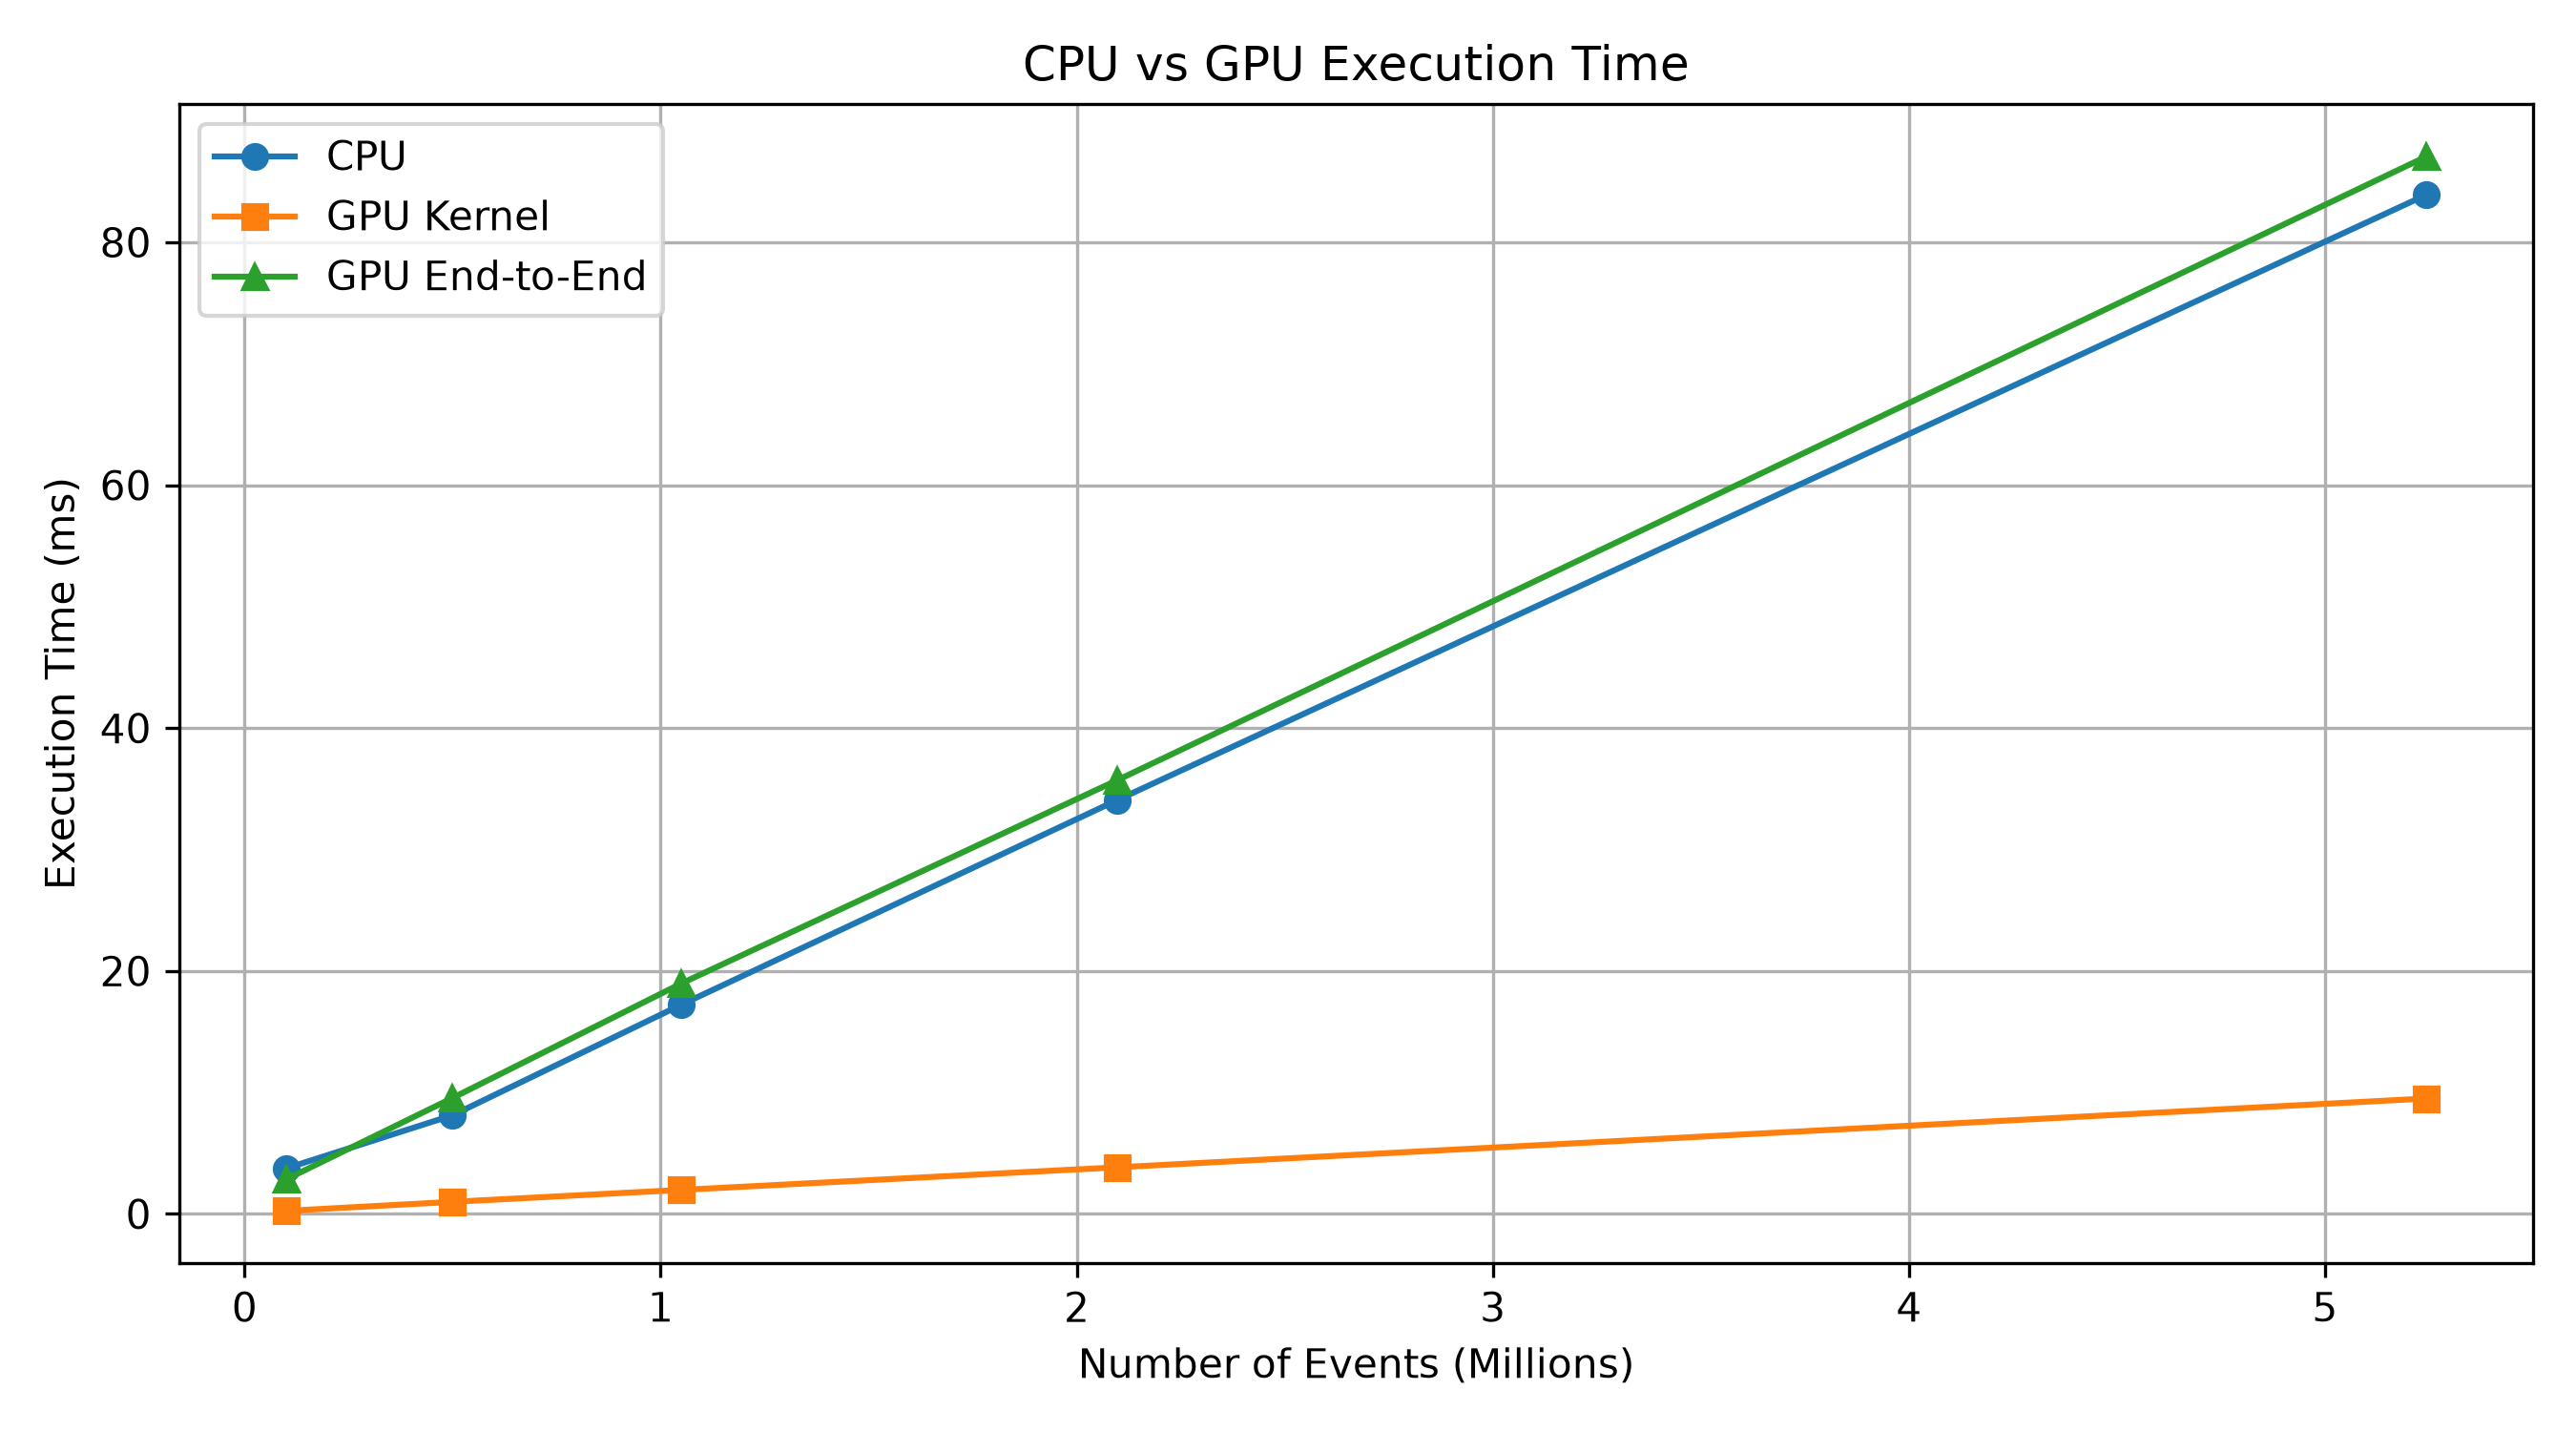 CPU vs GPU Execution Time
CPU
GPU Kernel
GPU End-to-End
Execution Time (ms)
80
60
40
20
0
0 1 2 3 4 5
Number of Events (Millions)